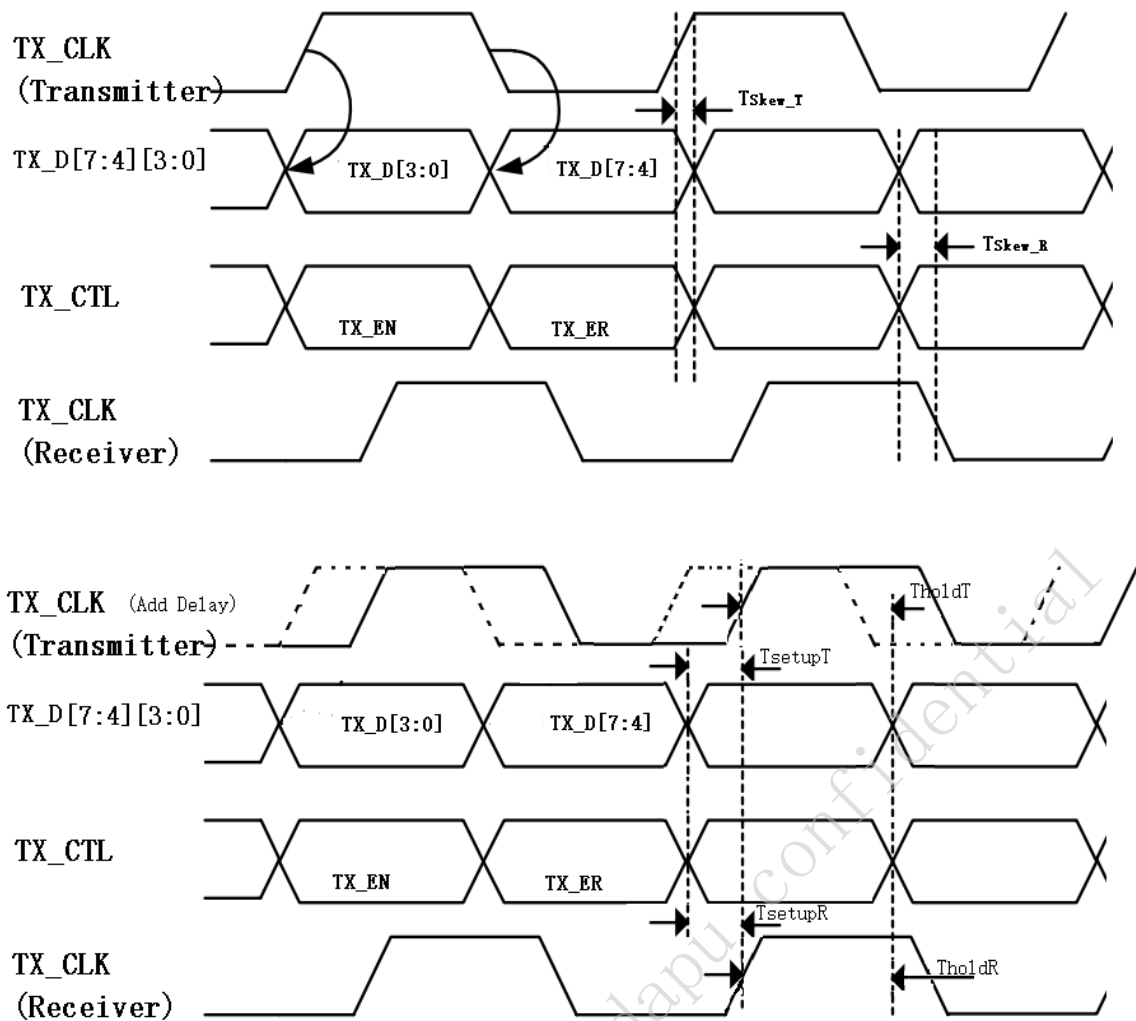 TX_CLK
(Transmitter)
Tskew_T
TX_D[7:4][3:0]
TX_D[3:0]
TX_D[7:4]
Tskew_R
TX_CTL
TX_EN
TX_ER
TX_CLK
(Receiver)
TX_CLK (Add Delay)
(Transmitter)
TholdT
TsetupT
TX_D[7:4][3:0]
TX_D[3:0]
TX_D[7:4]
TX_CTL
TX_EN
TX_ER
TsetupR
TX_CLK
(Receiver)
TholdR
dapu confidential